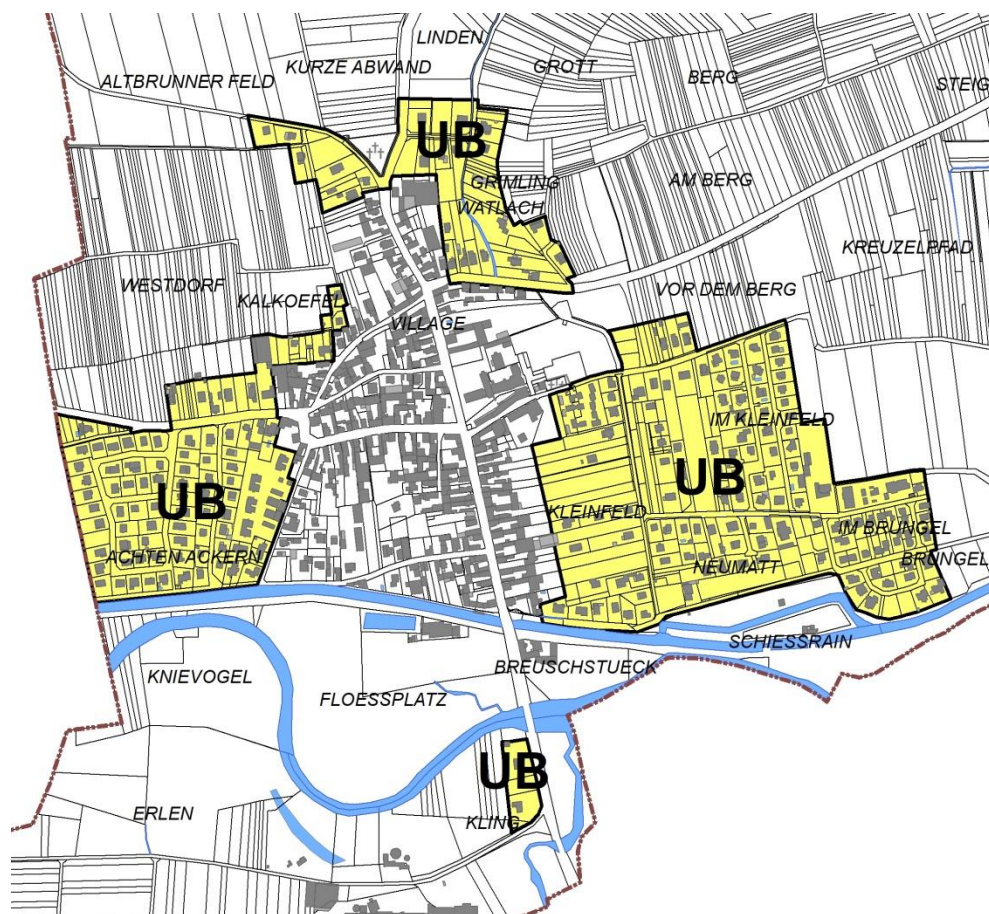 LINDEN
KURZE ABWAND
GROTT
ALTBRUNNER FELD
BERG
STEIG
UB
GRIMLING
AM BERG
WATLACH
KREUZELPFAD
WESTDORF
KALKOEFEL
VOR DEM BERG
VILLAGE
IM KLEINFELD
UB
UB
KLEINFELD
IM BRUNGEL
ACHTEN ACKERN
NEUMATT
BRUNGEL
SCHIESSRAIN
KNIEVOGEL
BREUSCHSTUECK
FLOESSPLATZ
UB
ERLEN
KLING